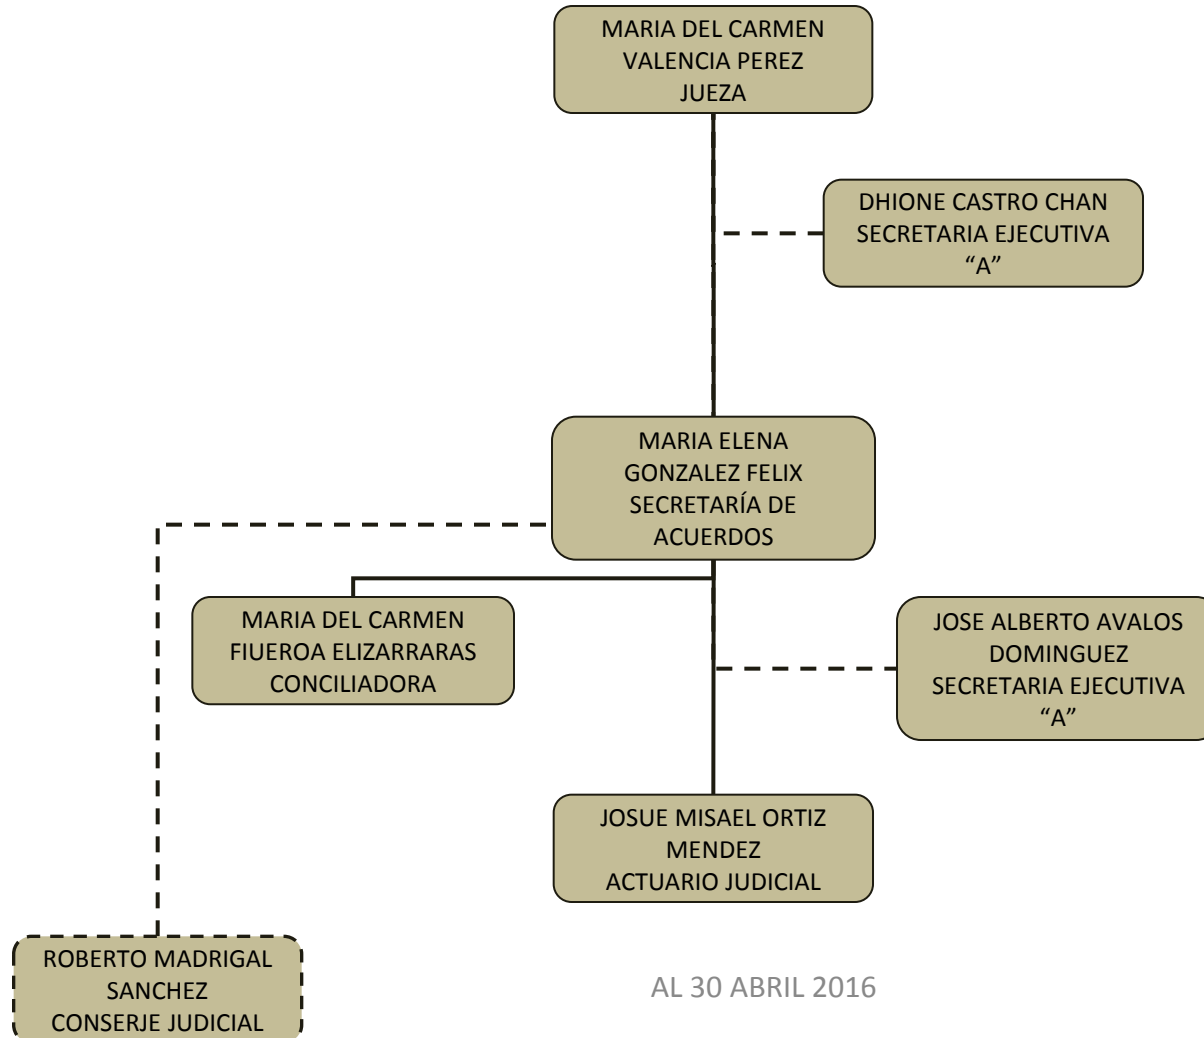 MARIA DEL CARMEN
VALENCIA PEREZ
JUEZA
DHIONE CASTRO CHAN
SECRETARIA EJECUTIVA
“A”
MARIA ELENA
GONZALEZ FELIX
SECRETARÍA DE
ACUERDOS
MARIA DEL CARMEN
FIUEROA ELIZARRARAS
CONCILIADORA
JOSE ALBERTO AVALOS
DOMINGUEZ
SECRETARIA EJECUTIVA
“A”
JOSUE MISAEL ORTIZ
MENDEZ
ACTUARIO JUDICIAL
ROBERTO MADRIGAL
SANCHEZ
CONSERJE JUDICIAL
AL 30 ABRIL 2016